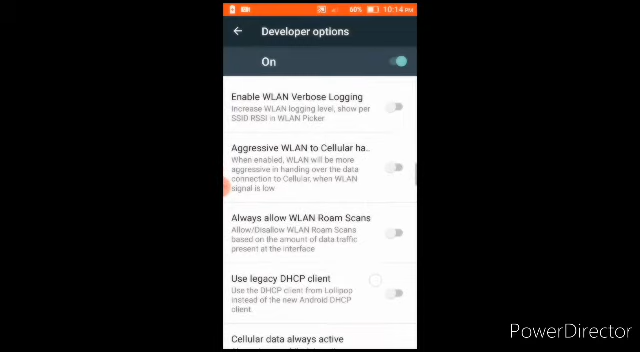 60% 10:14 PM
Developer options
On
Enable WLAN Verbose Logging
Increase WLAN logging level, show per
SSID RSSI in WLAN Picker
Aggressive WLAN to Cellular ha..
When enabled, WLAN will be more
aggressive in handing over the data
connection to Cellular, when WLAN
signal is low
Always allow WLAN Roam Scans
Allow/Disallow WLAN Roam Scans
based on the amount of data traffic
present at the interface
Use legacy DHCP client
Use the DHCP client from Lollipop
instead of the new Android DHCP
client.
Cellular data always active
PowerDirector